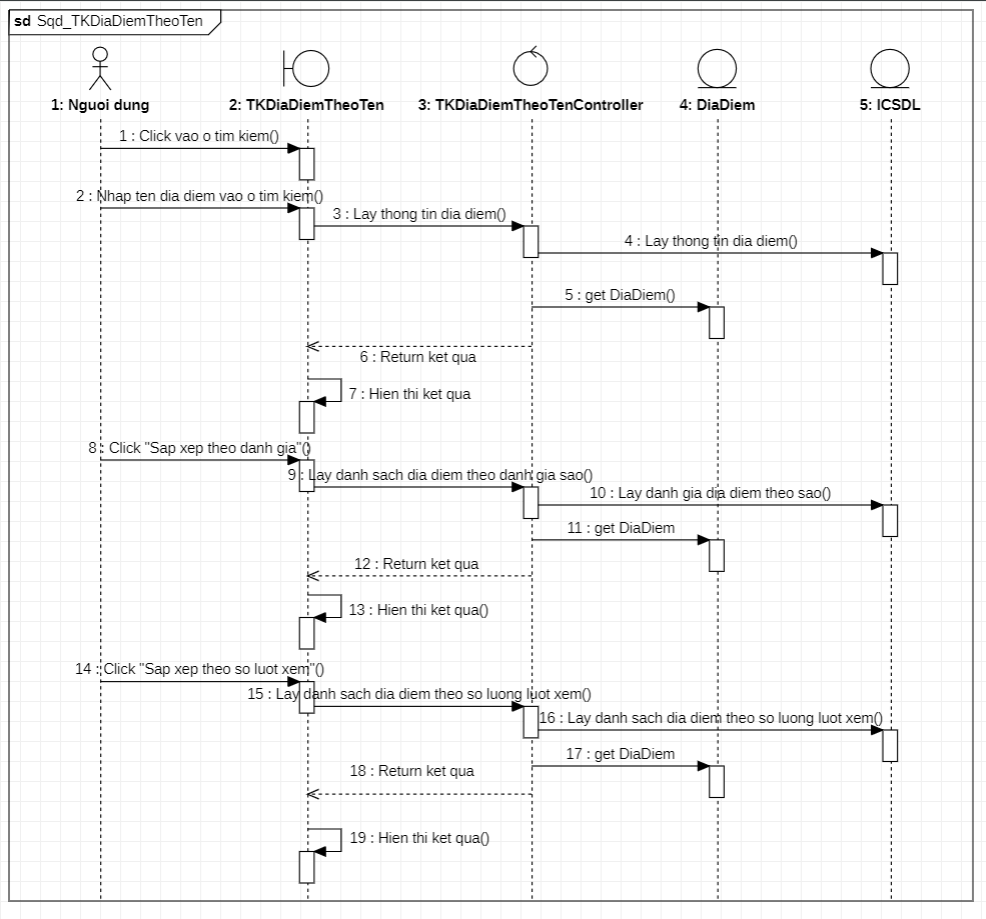 sd Sqd_TKDiaDiemTheoTen
1: Nguoi dung
2: TKDiaDiemTheoTen
3: TKDiaDiemTheoTenController
4: DiaDiem
5: ICSDL
1 : Click vao o tim kiem()
2 : Nhap ten dia diem vao o tim kiem()
3 : Lay thong tin dia diem()
4 : Lay thong tin dia diem()
5 : get DiaDiem()
6 : Return ket qua
7 : Hien thi ket qua
8 : Click "Sap xep theo danh gia"()
9 : Lay danh sach dia diem theo danh gia sao()
10 : Lay danh gia dia diem theo sao()
11 : get DiaDiem
12 : Return ket qua
13 : Hien thi ket qua()
14 : Click "Sap xep theo so luot xem"()
15 : Lay danh sach dia diem theo so luong luot xem()
16 : Lay danh sach dia diem theo so luong luot xem()
17 : get DiaDiem
18 : Return ket qua
19 : Hien thi ket qua()